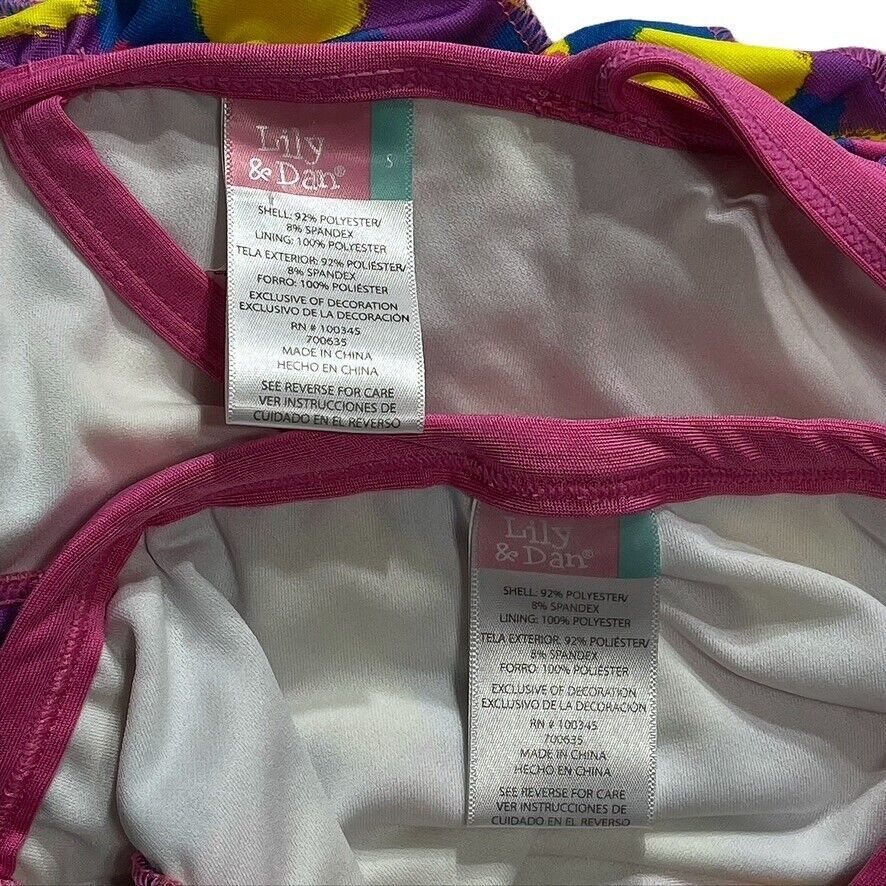 Lily
& Dan®
S
SHELL: 92% POLYESTER/
8% SPANDEX
LINING: 100% POLYESTER
TELA EXTERIOR: 92% POLIÉSTER/
8% SPANDEX
FORRO: 100% POLIÉSTER
EXCLUSIVE OF DECORATION
EXCLUSIVO DE LA DECORACIÓN
RN # 100345
700635
MADE IN CHINA
HECHO EN CHINA
SEE REVERSE FOR CARE
VER INSTRUCCIONES DE
CUIDADO EN EL REVERSO
Lily
& Dan®
SHELL: 92% POLYESTER/
8% SPANDEX
LINING: 100% POLYESTER
TELA EXTERIOR: 92% POLIÉSTER/
8% SPANDEX
FORRO: 100% POLIÉSTER
EXCLUSIVE OF DECORATION
EXCLUSIVO DE LA DECORACIÓN
RN # 100345
700635
MADE IN CHINA
HECHO EN CHINA
SEE REVERSE FOR CARE
VER INSTRUCCIONES DE
CUIDADO EN EL REVERSO